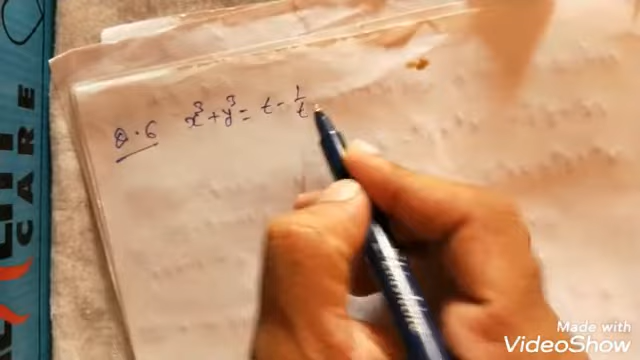 Q.6 x³ + y³ = t - 1/t
CARE
Made with
VideoShow